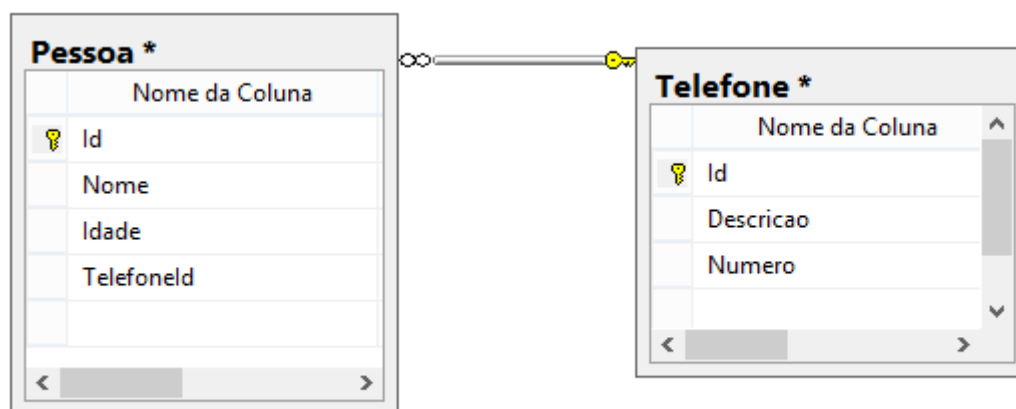 Pessoa *
Nome da Coluna
Id
Nome
Idade
TelefoneId
Telefone *
Nome da Coluna
Id
Descricao
Numero